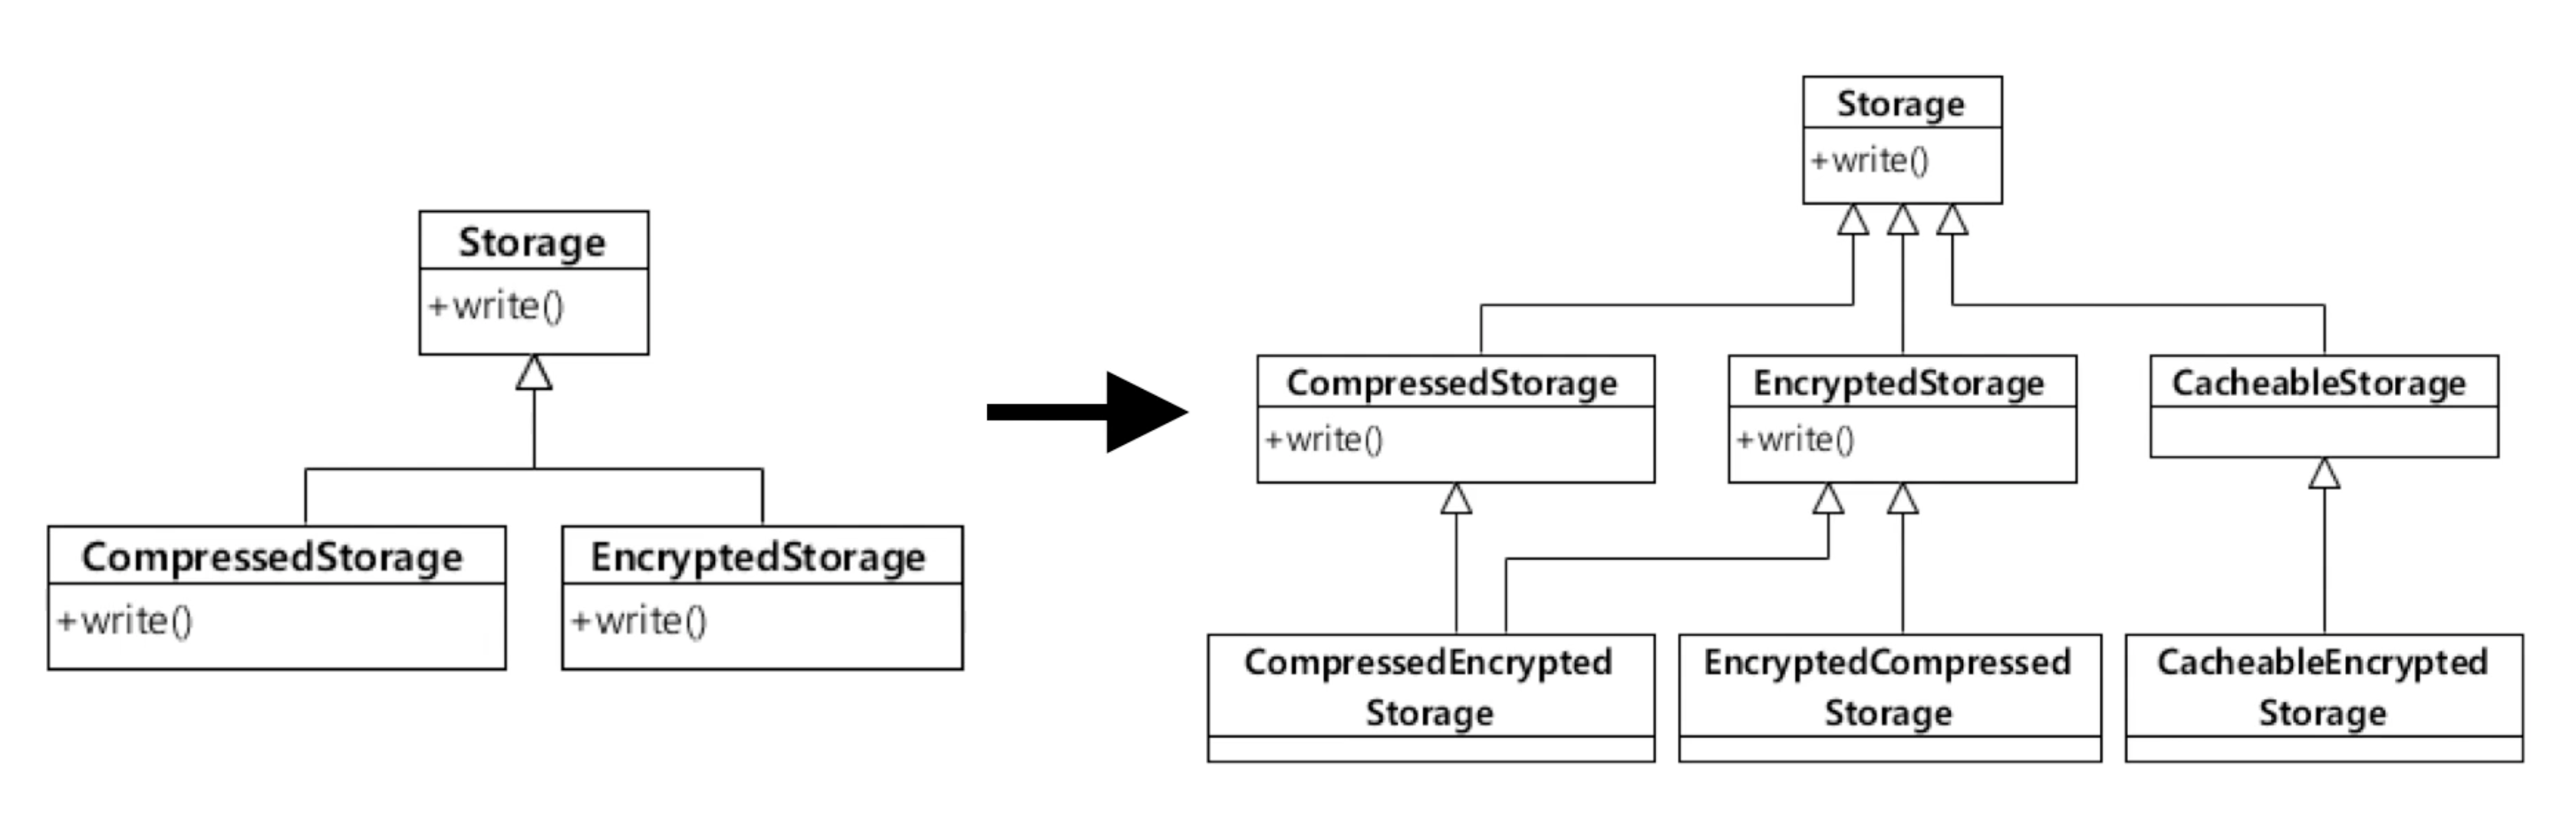 Storage
+write()
CompressedStorage
+write()
EncryptedStorage
+write()
Storage
+write()
CompressedStorage
+write()
EncryptedStorage
+write()
CacheableStorage
CompressedEncrypted
Storage
EncryptedCompressed
Storage
CacheableEncrypted
Storage